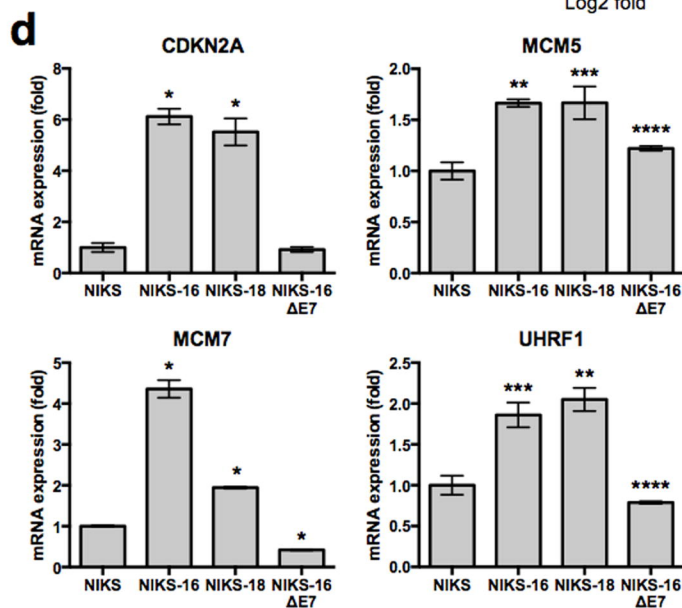 Log2 fold
d
CDKN2A
mRNA expression (fold)
8
6
4
2
0
*
*
NIKS
NIKS-16
NIKS-18
NIKS-16
ΔE7
MCM5
mRNA expression (fold)
2.0
1.5
1.0
0.5
0.0
**
***
****
NIKS
NIKS-16
NIKS-18
NIKS-16
ΔE7
MCM7
mRNA expression (fold)
5
4
3
2
1
0
*
*
*
NIKS
NIKS-16
NIKS-18
NIKS-16
ΔE7
UHRF1
mRNA expression (fold)
2.5
2.0
1.5
1.0
0.5
0.0
***
**
****
NIKS
NIKS-16
NIKS-18
NIKS-16
ΔE7